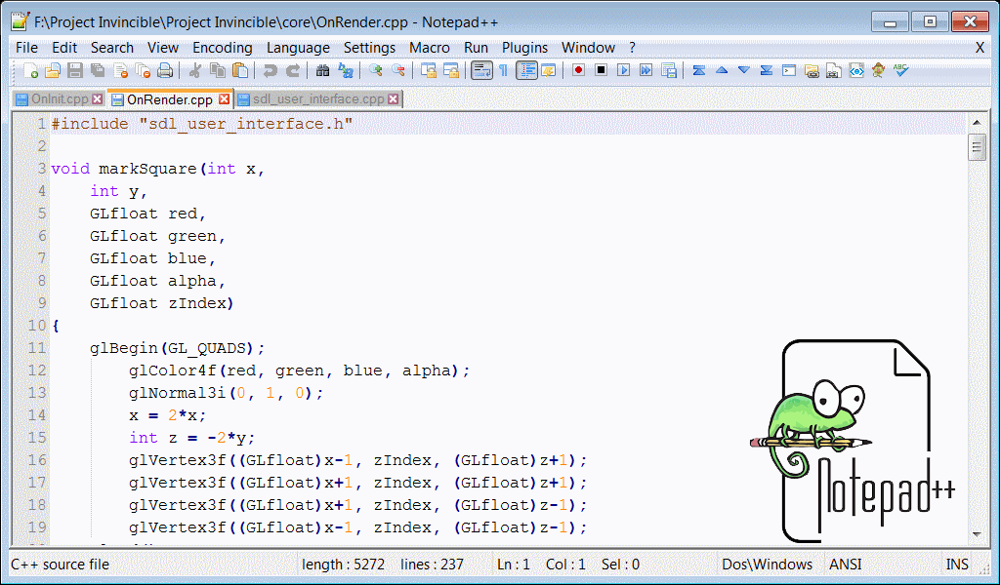 F:\Project Invincible\Project Invincible\core\OnRender.cpp - Notepad++
File Edit Search View Encoding Language Settings Macro Run Plugins Window ? X
ABC
OnInit.cpp OnRender.cpp sdl_user_interface.cpp
1 #include "sdl_user_interface.h"
2
3 void markSquare(int x,
4 int y,
5 GLfloat red,
6 GLfloat green,
7 GLfloat blue,
8 GLfloat alpha,
9 GLfloat zIndex)
10 {
11 glBegin(GL_QUADS);
12 glColor4f(red, green, blue, alpha);
13 glNormal3i(0, 1, 0);
14 x = 2*x;
15 int z = -2*y;
16 glVertex3f((GLfloat)x-1, zIndex, (GLfloat)z+1);
17 glVertex3f((GLfloat)x+1, zIndex, (GLfloat)z+1);
18 glVertex3f((GLfloat)x+1, zIndex, (GLfloat)z-1);
19 glVertex3f((GLfloat)x-1, zIndex, (GLfloat)z-1);
Notepad++
C++ source file length : 5272 lines : 237 Ln : 1 Col : 1 Sel : 0 Dos\Windows ANSI INS